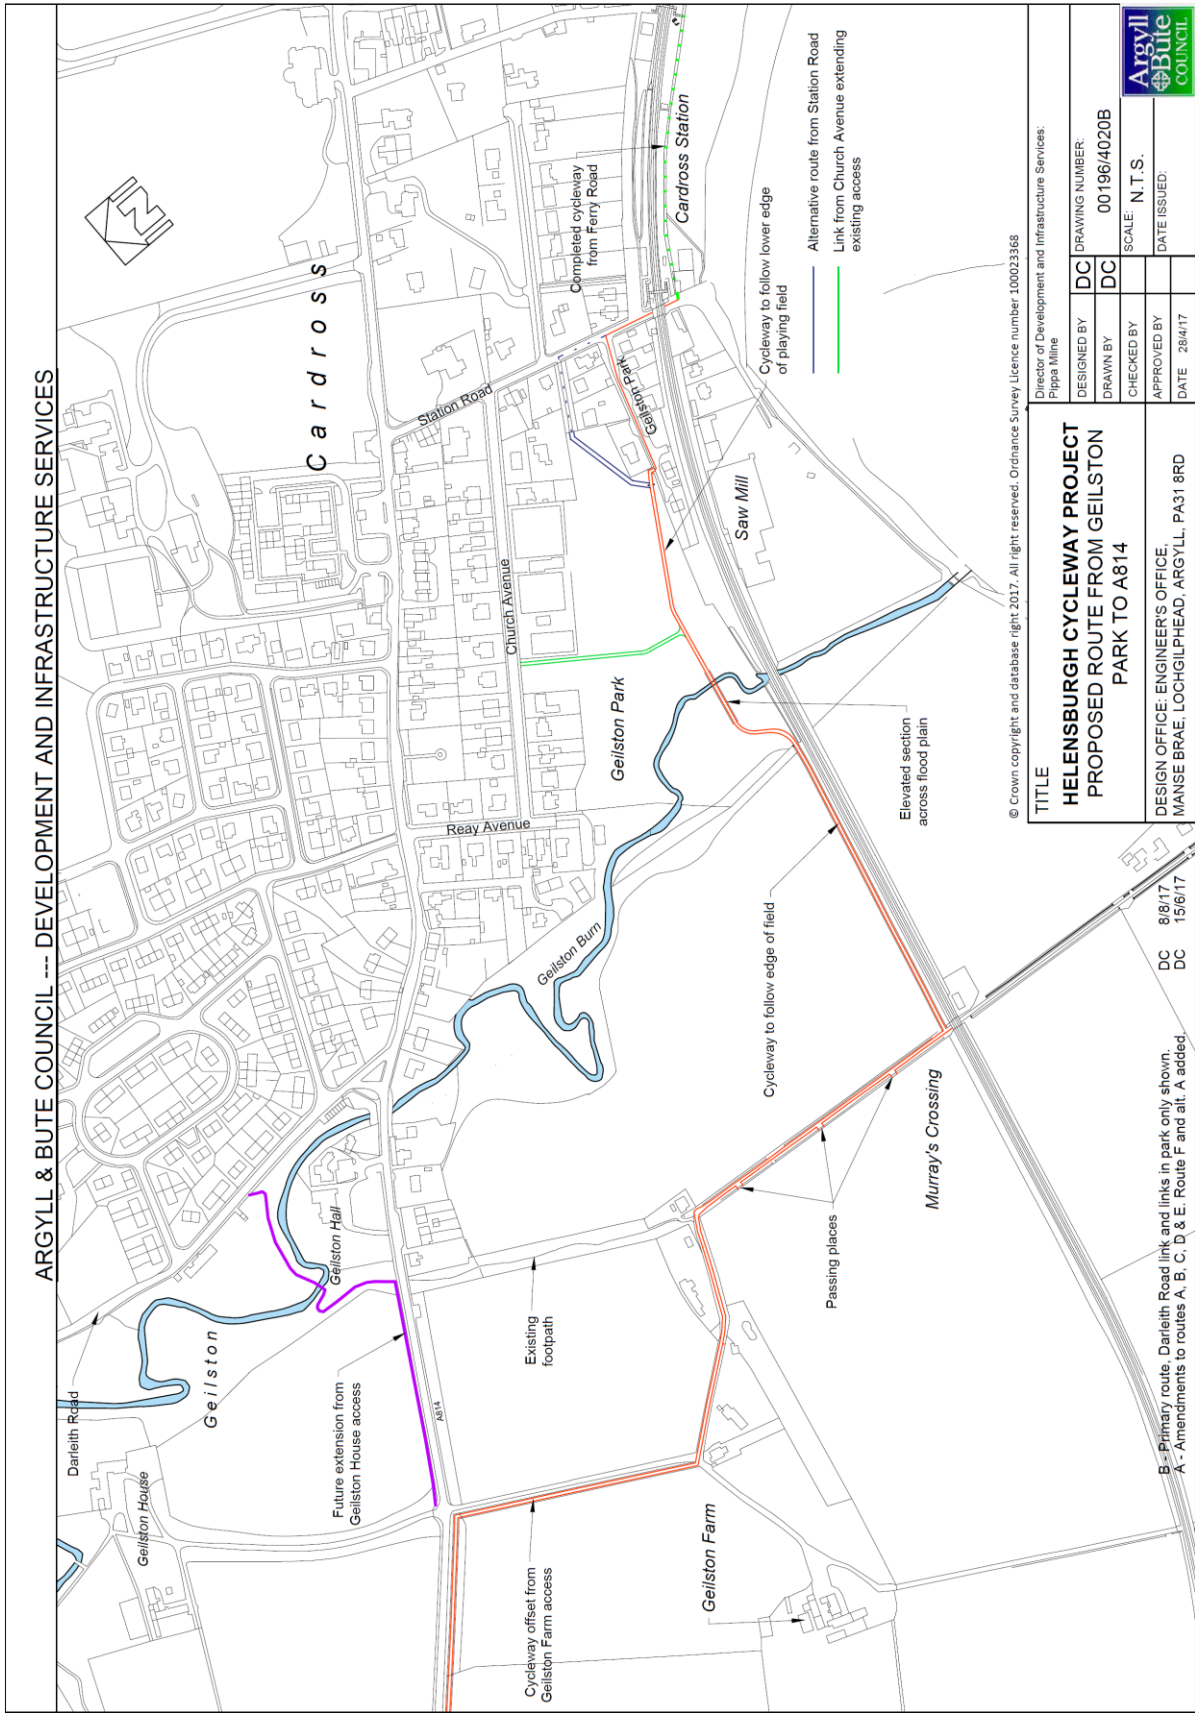 ARGYLL & BUTE COUNCIL --- DEVELOPMENT AND INFRASTRUCTURE SERVICES
Darleith Road
Geilston House
Geilston
Future extension from
Geilston House access
Geilston Hall
A814
Cycleway offset from
Geilston Farm access
Existing
footpath
Geilston Farm
Passing places
Murray's Crossing
Cycleway to follow edge of field
Geilston Burn
Reay Avenue
Church Avenue
Geilston Park
Elevated section
across flood plain
Cardross
Station Road
Geilston Park
Saw Mill
Cycleway to follow lower edge
of playing field
Completed cycleway
from Ferry Road
Cardross Station
N
Alternative route from Station Road
Link from Church Avenue extending
existing access
© Crown copyright and database right 2017. All right reserved. Ordnance Survey Licence number 100023368
B - Primary route, Darleith Road link and links in park only shown. DC 8/8/17
A - Amendments to routes A, B, C, D & E. Route F and alt. A added. DC 15/6/17
TITLE
HELENSBURGH CYCLEWAY PROJECT
PROPOSED ROUTE FROM GEILSTON
PARK TO A814
DESIGN OFFICE: ENGINEER'S OFFICE,
MANSE BRAE, LOCHGILPHEAD, ARGYLL, PA31 8RD
Director of Development and Infrastructure Services:
Pippa Milne
DESIGNED BY DC
DRAWN BY DC
CHECKED BY
APPROVED BY
DATE 28/4/17
DRAWING NUMBER:
00196/4020B
SCALE: N.T.S.
DATE ISSUED:
Argyll
&Bute
COUNCIL